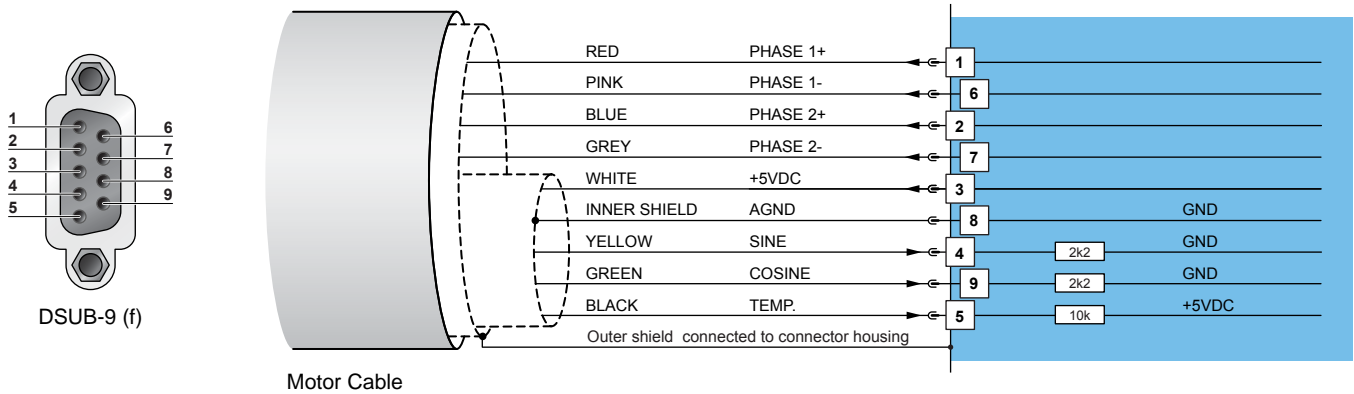 1 6
2 7
3 8
4 9
5
DSUB-9 (f)
RED PHASE 1+ 1
PINK PHASE 1- 6
BLUE PHASE 2+ 2
GREY PHASE 2- 7
WHITE +5VDC 3
INNER SHIELD AGND 8 GND
YELLOW SINE 4 2k2 GND
GREEN COSINE 9 2k2 GND
BLACK TEMP. 5 10k +5VDC
Outer shield connected to connector housing
Motor Cable